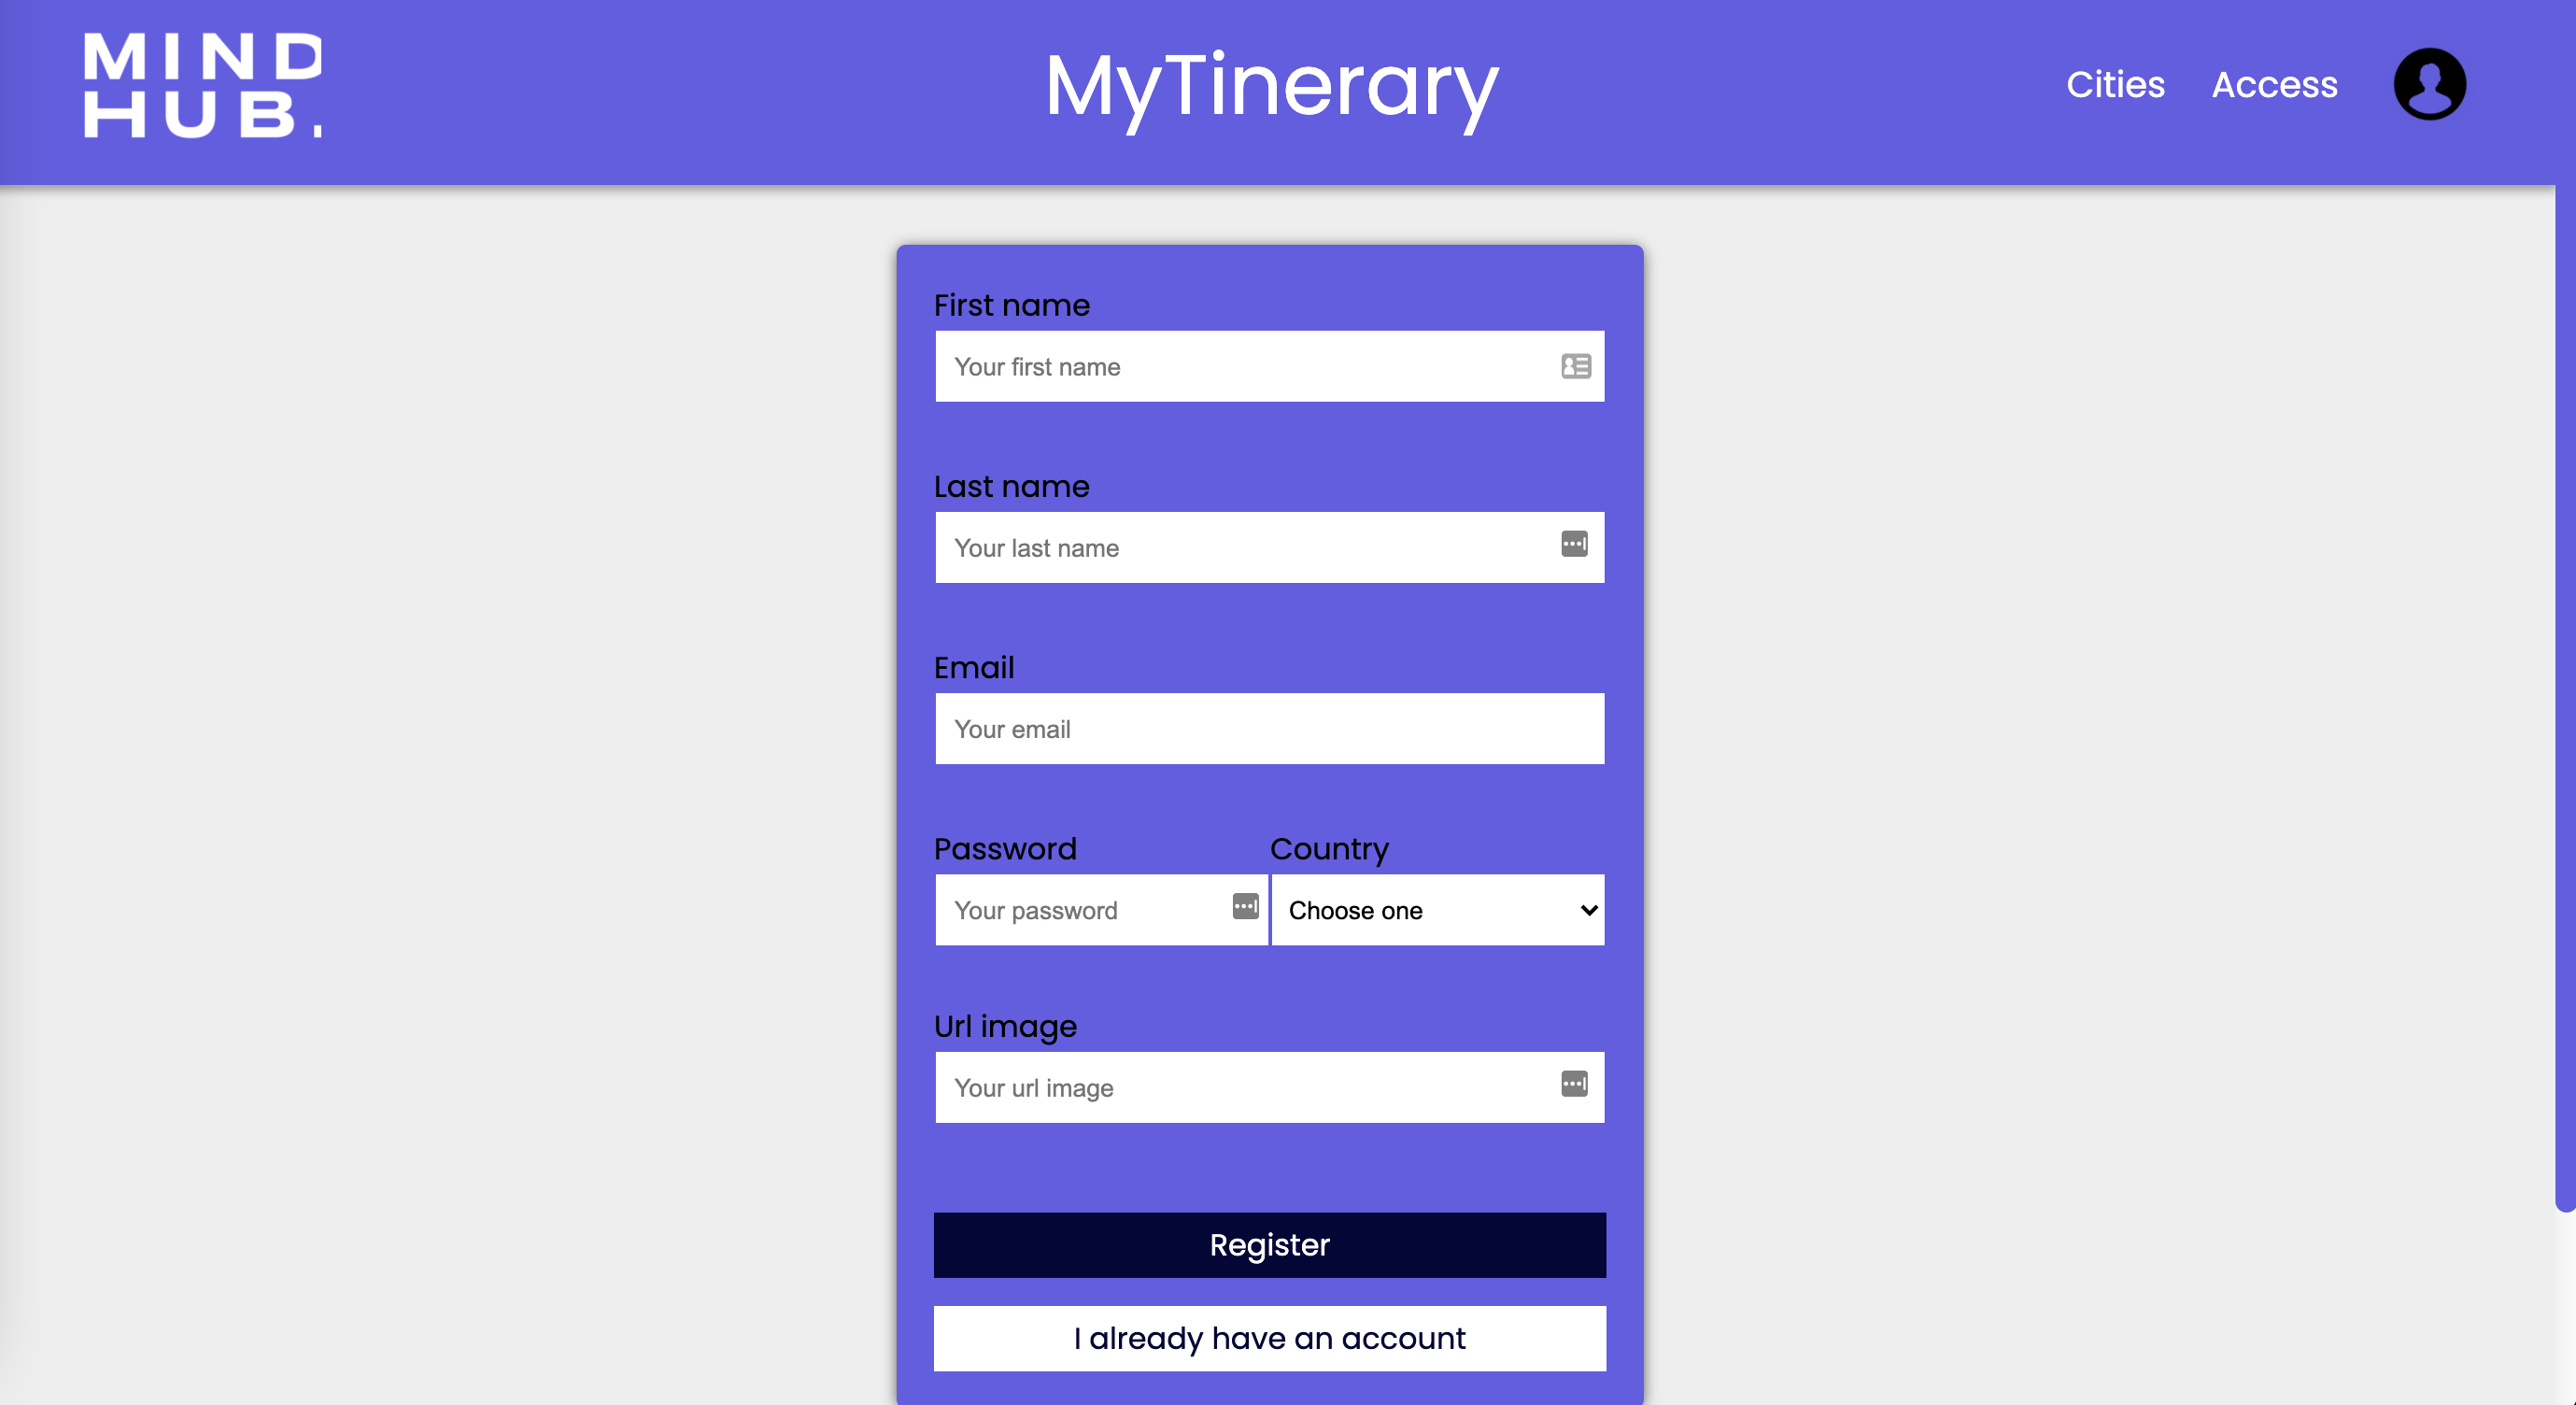 MIND
HUB.
MyTinerary
Cities Access
First name
Your first name
Last name
Your last name
Email
Your email
Password Country
Your password Choose one
Url image
Your url image
Register
I already have an account